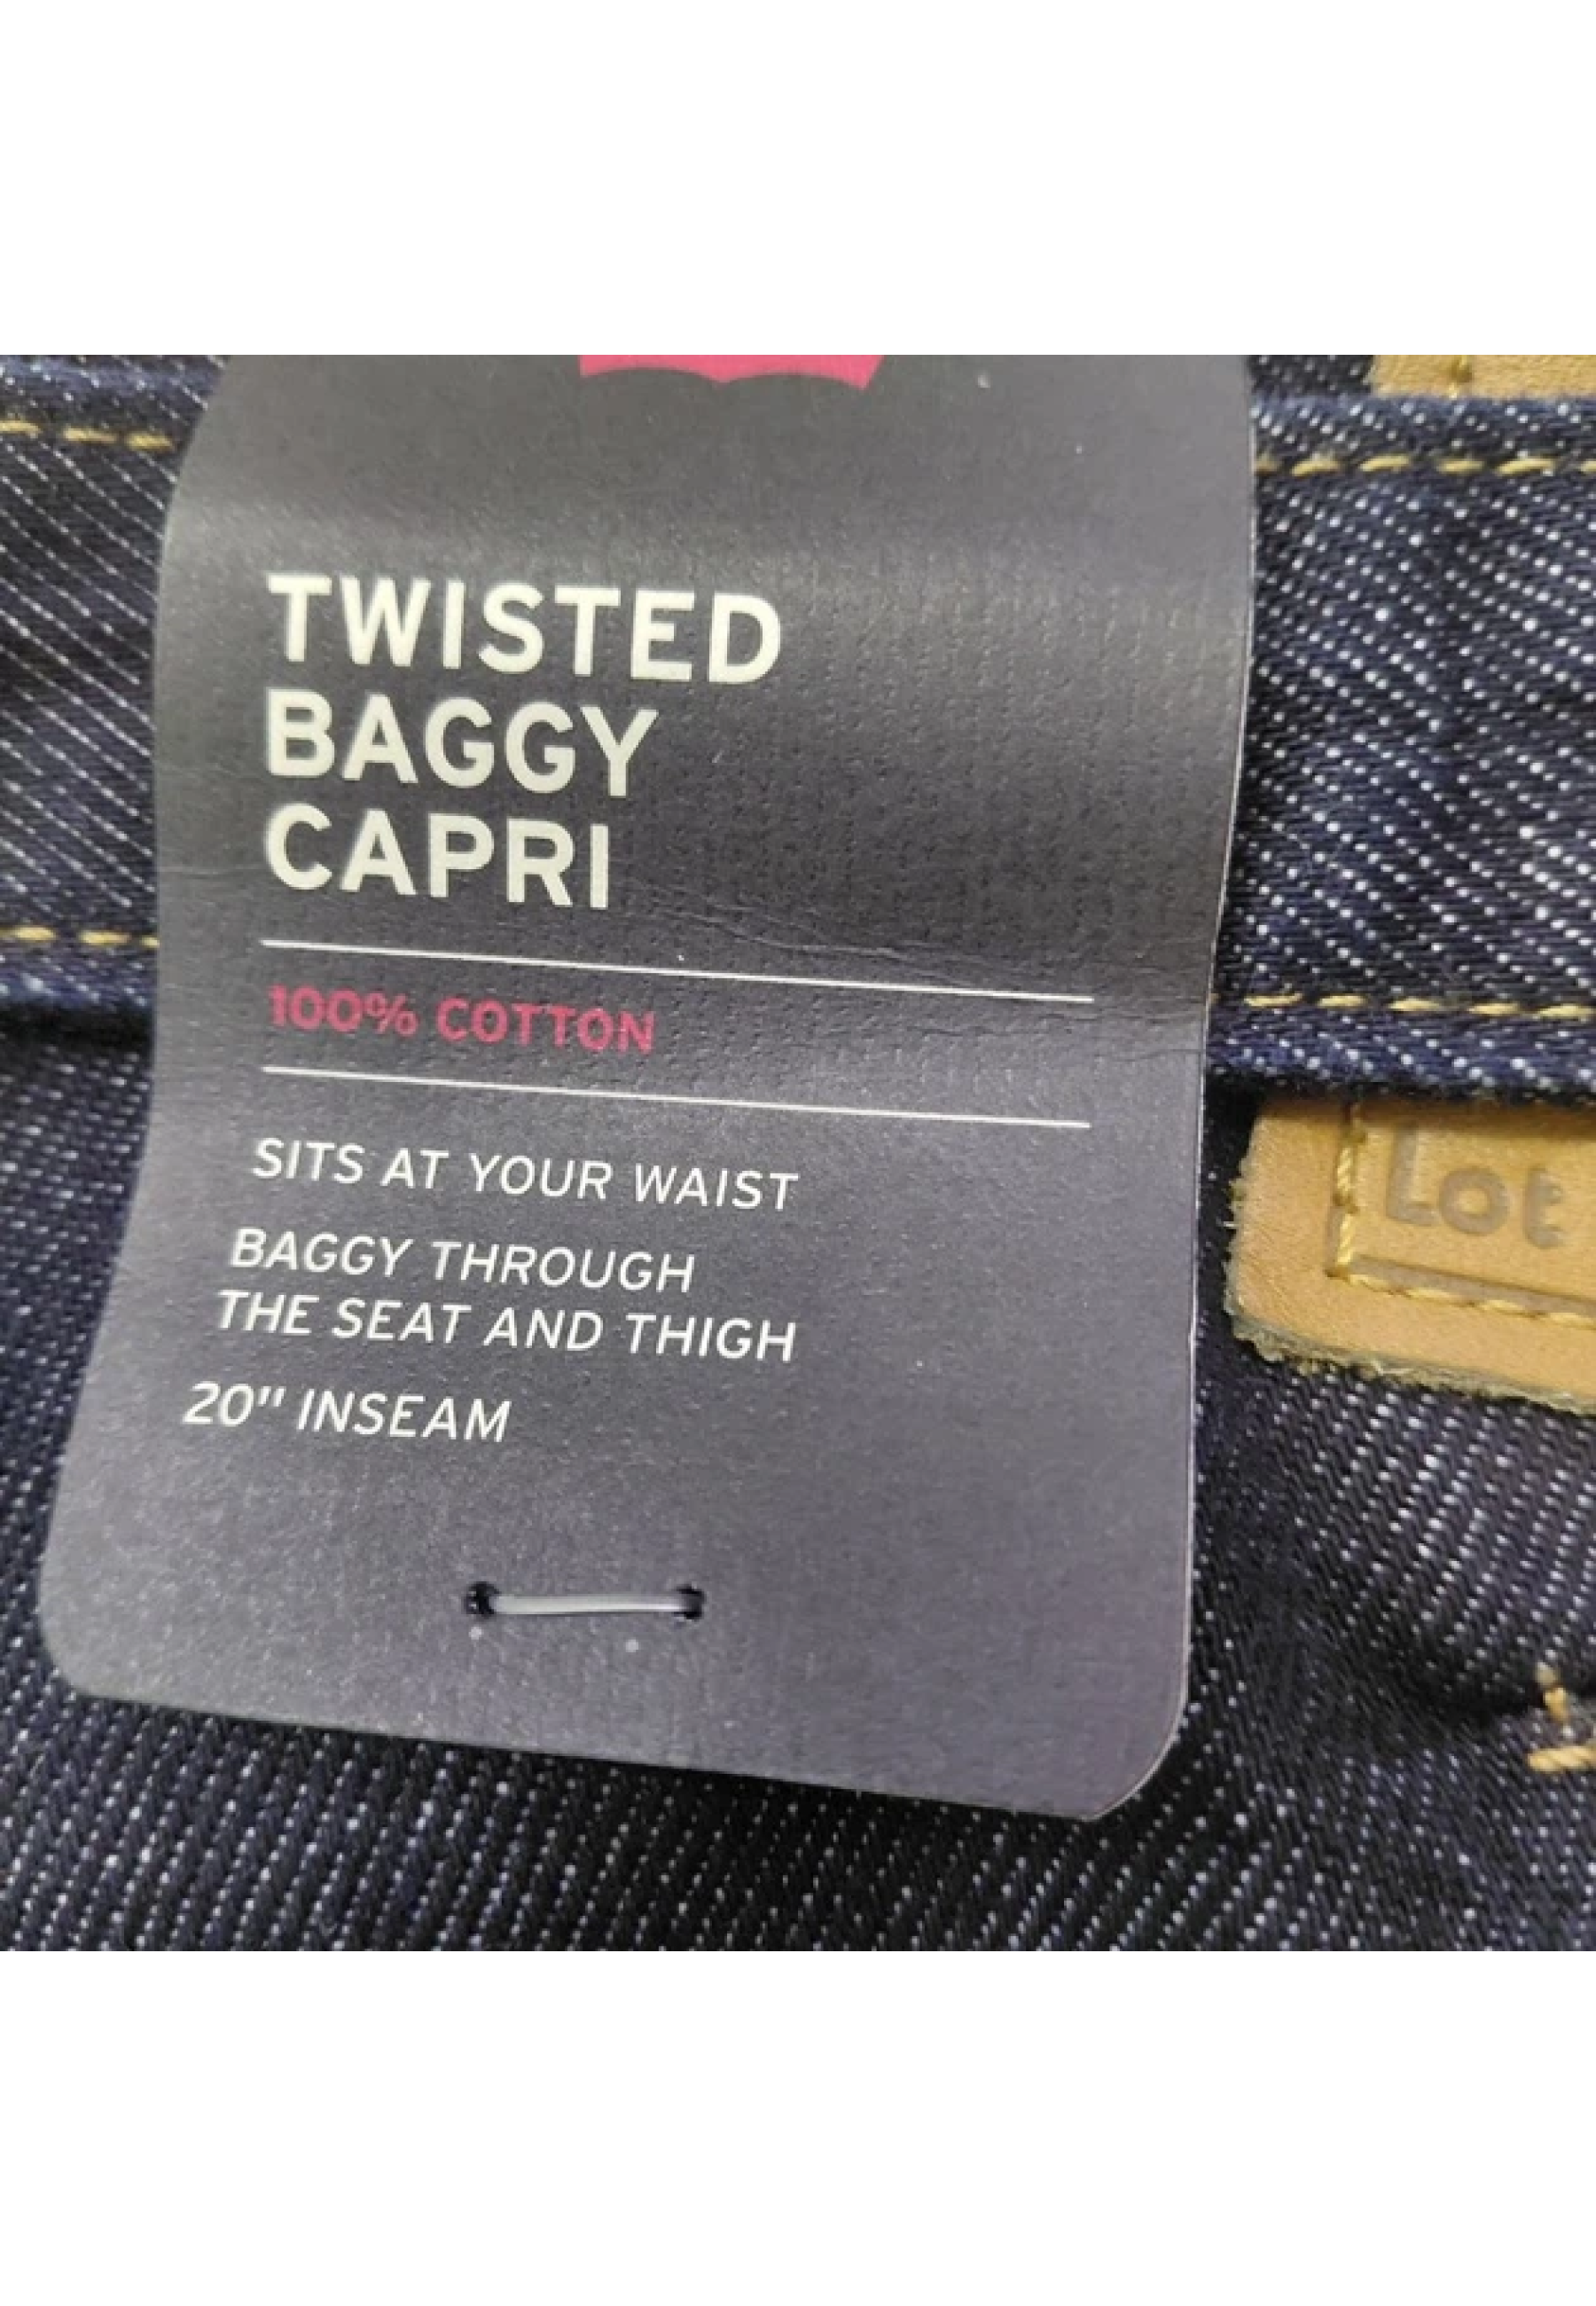 TWISTED
BAGGY
CAPRI
100% COTTON
SITS AT YOUR WAIST
BAGGY THROUGH
THE SEAT AND THIGH
20" INSEAM
Lot